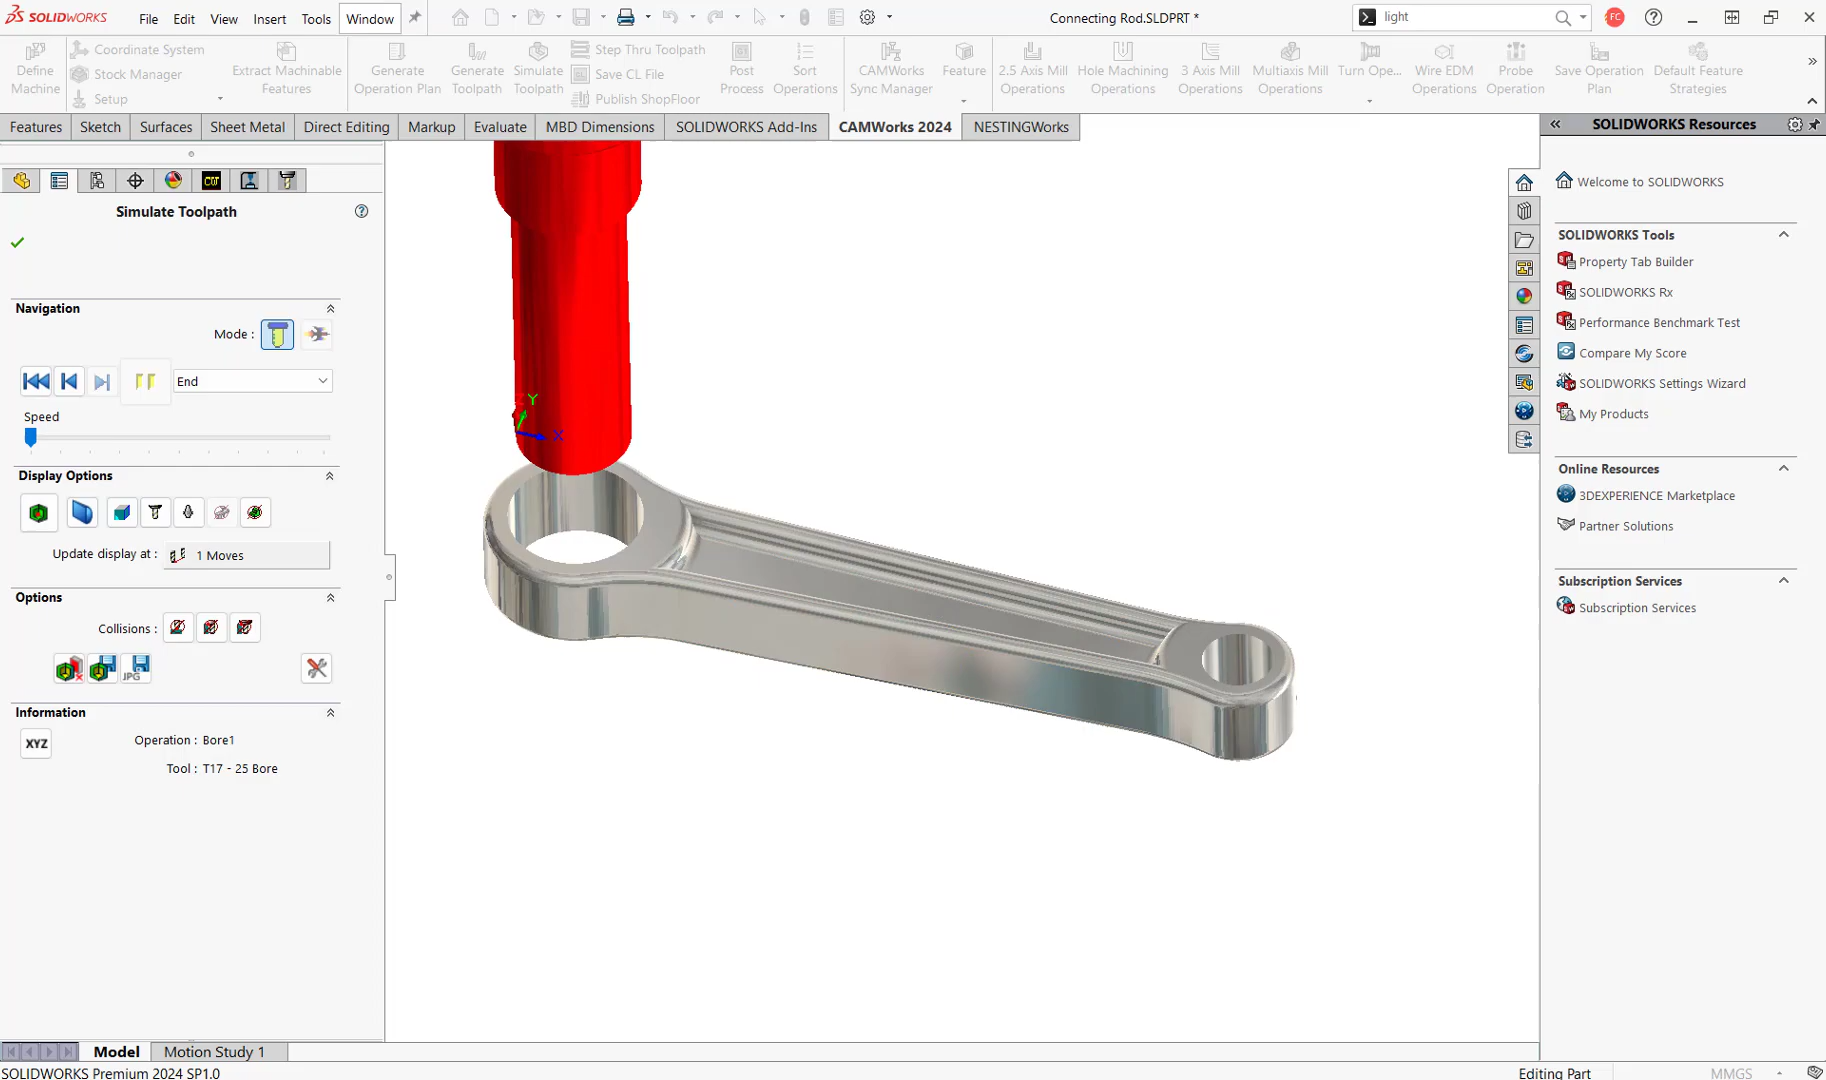 SOLIDWORKS File Edit View Insert Tools Window
Connecting Rod.SLDPRT *
light
FC
Define Machine
Coordinate System
Stock Manager
Setup
Extract Machinable Features
Generate Operation Plan
Generate Toolpath
Simulate Toolpath
Step Thru Toolpath
Save CL File
Publish ShopFloor
Post Process
Sort Operations
CAMWorks Sync Manager
Feature
2.5 Axis Mill Operations
Hole Machining Operations
3 Axis Mill Operations
Multiaxis Mill Operations
Turn Ope...
Wire EDM Operations
Probe Operation
Save Operation Plan
Default Feature Strategies
Features Sketch Surfaces Sheet Metal Direct Editing Markup Evaluate MBD Dimensions SOLIDWORKS Add-Ins CAMWorks 2024 NESTINGWorks
Simulate Toolpath
Navigation
Mode :
End
Speed
Display Options
Update display at : 1 Moves
Options
Collisions :
JPG
Information
XYZ
Operation : Bore1
Tool : T17 - 25 Bore
Y
X
SOLIDWORKS Resources
Welcome to SOLIDWORKS
SOLIDWORKS Tools
Property Tab Builder
SOLIDWORKS Rx
Performance Benchmark Test
Compare My Score
SOLIDWORKS Settings Wizard
My Products
Online Resources
3DEXPERIENCE Marketplace
Partner Solutions
Subscription Services
Subscription Services
Model Motion Study 1
SOLIDWORKS Premium 2024 SP1.0
Editing Part
MMGS